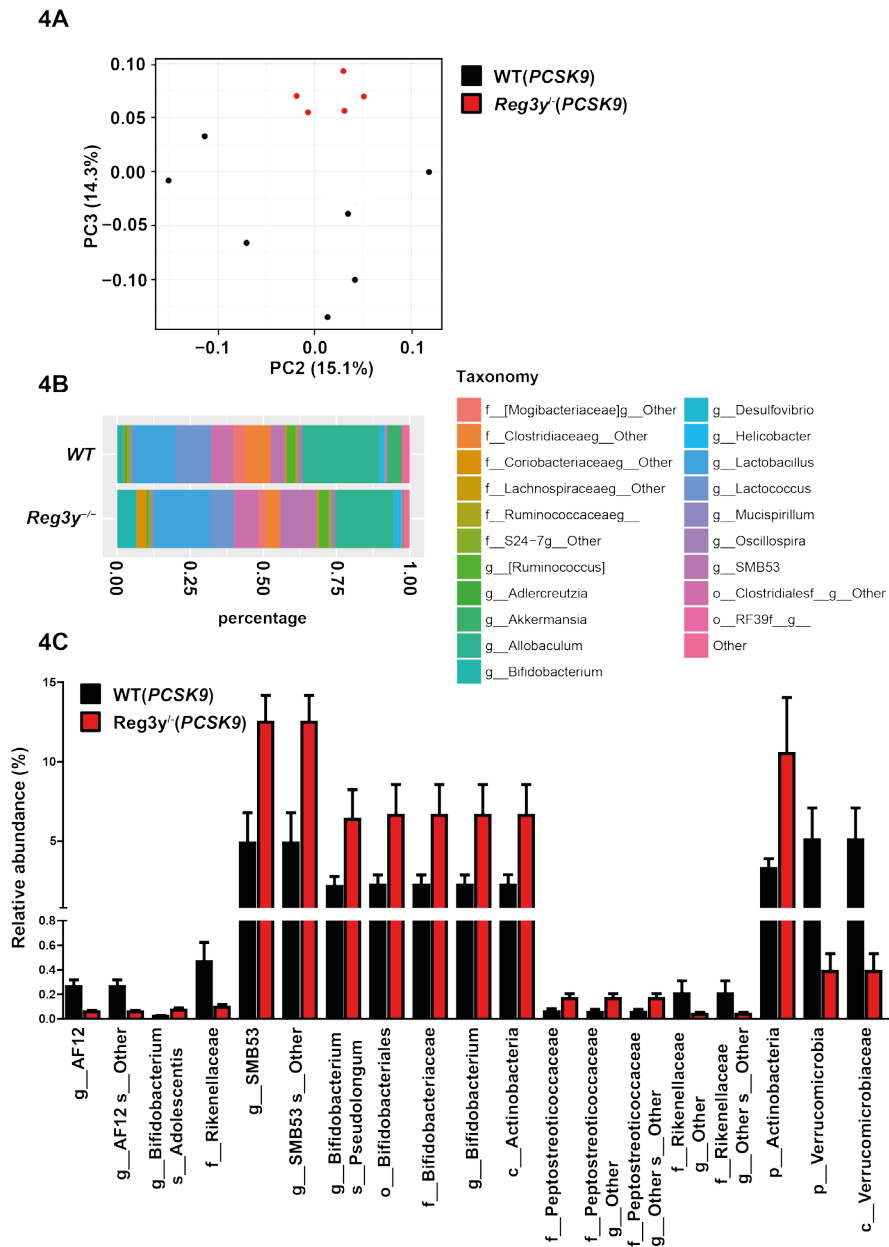 4A
0.10
0.05
0.00
−0.05
−0.10
PC3 (14.3%)
−0.1
0.0
0.1
PC2 (15.1%)
WT(PCSK9)
Reg3y/-(PCSK9)
4B
WT
Reg3y−/−
0.00
0.25
0.50
0.75
1.00
percentage
Taxonomy
f__[Mogibacteriaceae]g__Other
f__Clostridiaceaeg__Other
f__Coriobacteriaceaeg__Other
f__Lachnospiraceaeg__Other
f__Ruminococcaceaeg__
f__S24−7g__Other
g__[Ruminococcus]
g__Adlercreutzia
g__Akkermansia
g__Allobaculum
g__Bifidobacterium
g__Desulfovibrio
g__Helicobacter
g__Lactobacillus
g__Lactococcus
g__Mucispirillum
g__Oscillospira
g__SMB53
o__Clostridialesf__g__Other
o__RF39f__g__
Other
4C
WT(PCSK9)
Reg3y/-(PCSK9)
15
10
5
0.8
0.6
0.4
0.2
0.0
Relative abundance (%)
g__AF12
g__AF12 s__Other
g__Bifidobacterium
s__Adolescentis
f__Rikenellaceae
g__SMB53
g__SMB53 s__Other
g__Bifidobacterium
s__Pseudolongum
o__Bifidobacteriales
f__Bifidobacteriaceae
g__Bifidobacterium
c__Actinobacteria
f__Peptostreoticoccaceae
f__Peptostreoticoccaceae
g__Other
f__Peptostreoticoccaceae
g__Other s__Other
f__Rikenellaceae
g__Other
f__Rikenellaceae
g__Other s__Other
p__Actinobacteria
p__Verrucomicrobia
c__Verrucomicrobiaceae